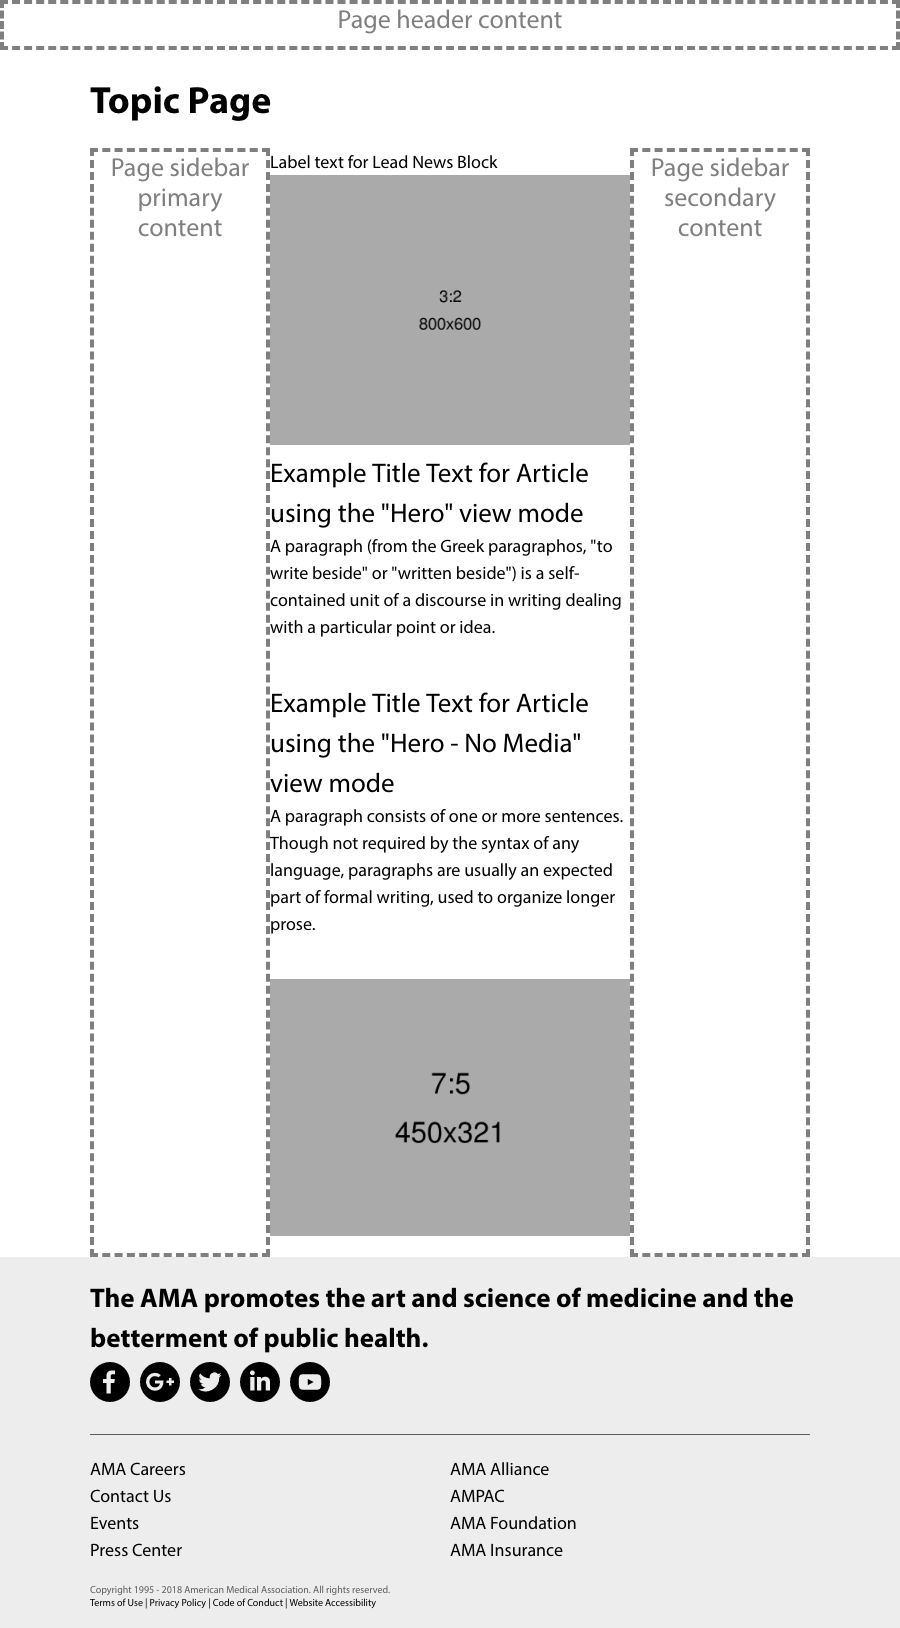 Page header content
Topic Page
Page sidebar
primary
content
Label text for Lead News Block
3:2
800x600
Example Title Text for Article
using the "Hero" view mode
A paragraph (from the Greek paragraphos, "to
write beside" or "written beside") is a self-
contained unit of a discourse in writing dealing
with a particular point or idea.
Example Title Text for Article
using the "Hero - No Media"
view mode
A paragraph consists of one or more sentences.
Though not required by the syntax of any
language, paragraphs are usually an expected
part of formal writing, used to organize longer
prose.
7:5
450x321
Page sidebar
secondary
content
The AMA promotes the art and science of medicine and the
betterment of public health.
AMA Careers
Contact Us
Events
Press Center
AMA Alliance
AMPAC
AMA Foundation
AMA Insurance
Copyright 1995 - 2018 American Medical Association. All rights reserved.
Terms of Use | Privacy Policy | Code of Conduct | Website Accessibility